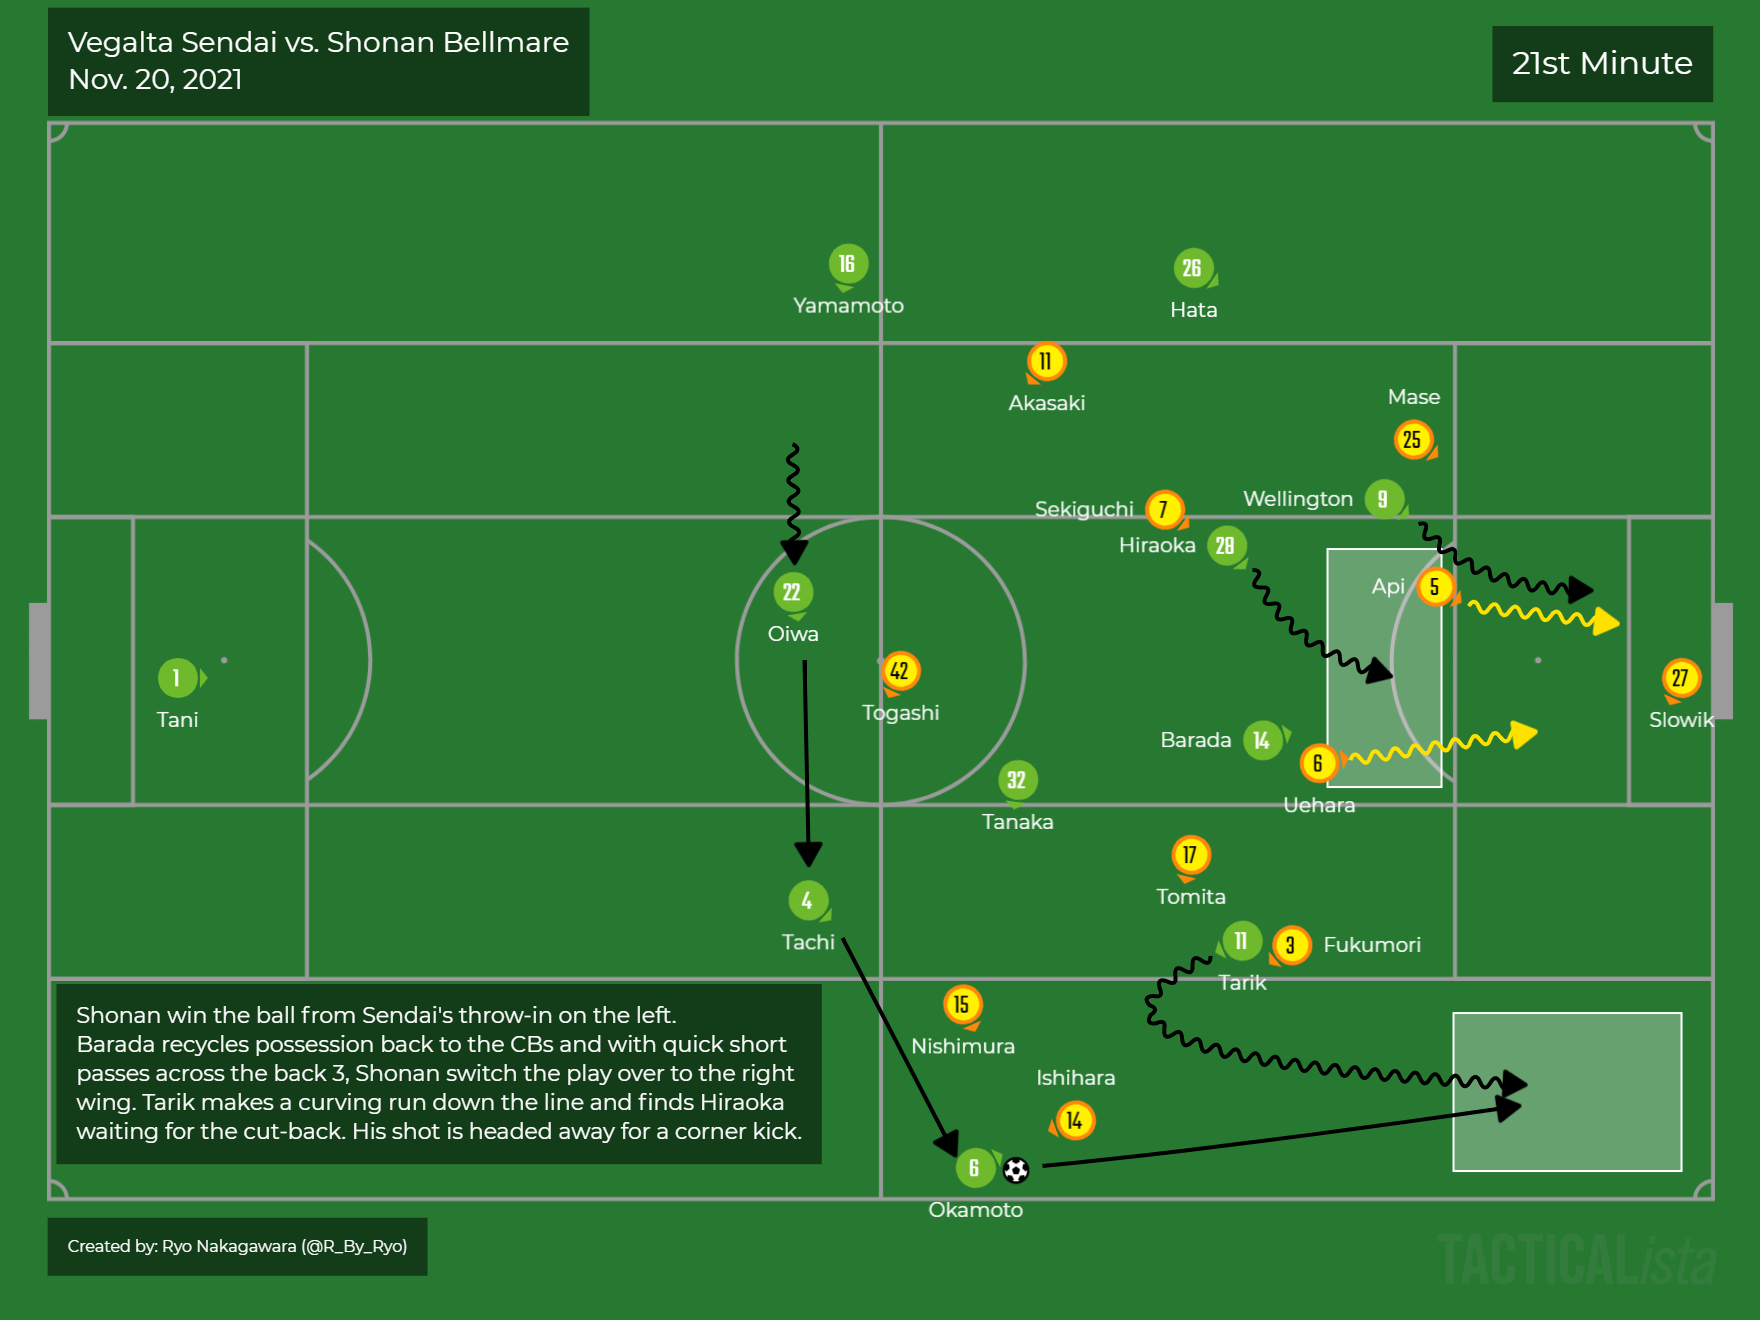 Vegalta Sendai vs. Shonan Bellmare
Nov. 20, 2021
21st Minute
16
Yamamoto
26
Hata
11
Akasaki
Mase
25
Wellington 9
Sekiguchi 7
Hiraoka 28
Api 5
22
Oiwa
42
Togashi
1
Tani
27
Slowik
Barada 14
6
Uehara
32
Tanaka
17
Tomita
4
Tachi
11
Tarik
3 Fukumori
15
Nishimura
Ishihara
14
6
Okamoto
Shonan win the ball from Sendai's throw-in on the left.
Barada recycles possession back to the CBs and with quick short
passes across the back 3, Shonan switch the play over to the right
wing. Tarik makes a curving run down the line and finds Hiraoka
waiting for the cut-back. His shot is headed away for a corner kick.
Created by: Ryo Nakagawara (@R_By_Ryo)
TACTICALista